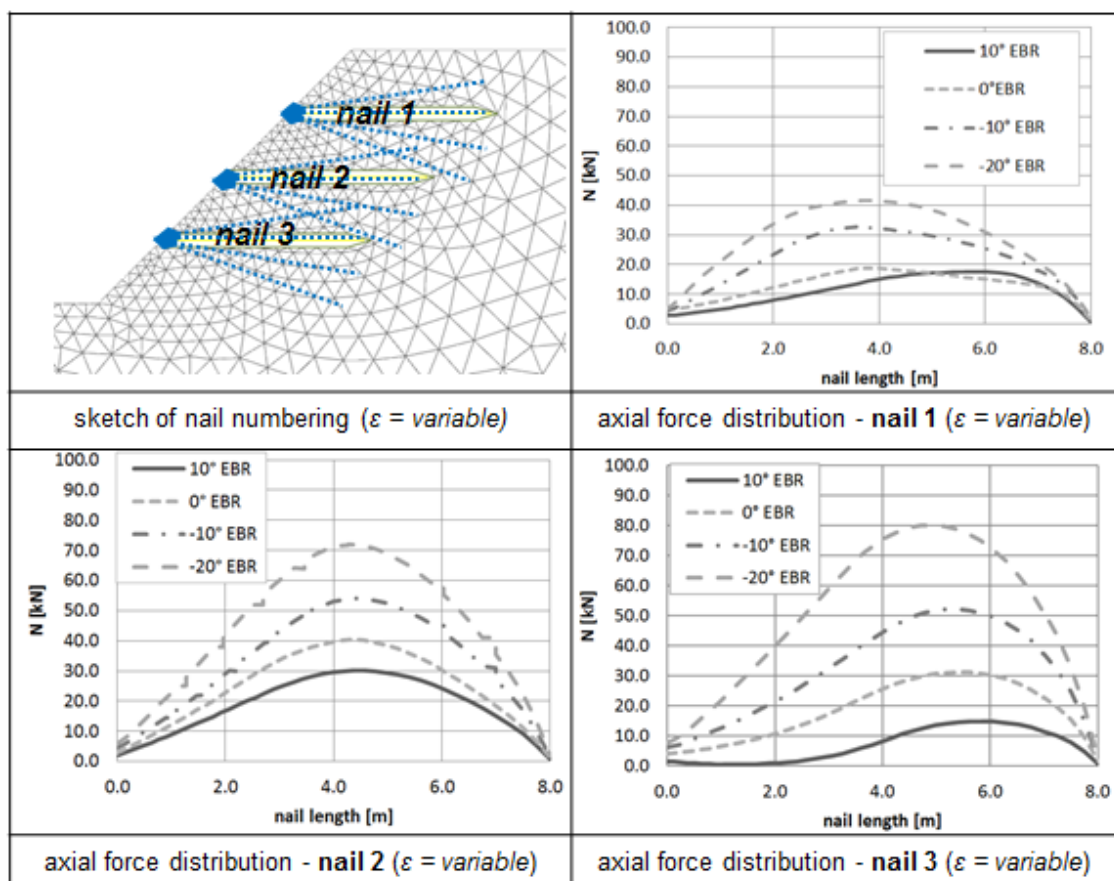 nail 1
nail 2
nail 3
sketch of nail numbering (ε = variable)
100.0
90.0
80.0
70.0
60.0
50.0
40.0
30.0
20.0
10.0
0.0
N [kN]
10° EBR
0°EBR
-10° EBR
-20° EBR
0.0 2.0 4.0 6.0 8.0
nail length [m]
axial force distribution - nail 1 (ε = variable)
100.0
90.0
80.0
70.0
60.0
50.0
40.0
30.0
20.0
10.0
0.0
N [kN]
10° EBR
0° EBR
-10° EBR
-20° EBR
0.0 2.0 4.0 6.0 8.0
nail length [m]
axial force distribution - nail 2 (ε = variable)
100.0
90.0
80.0
70.0
60.0
50.0
40.0
30.0
20.0
10.0
0.0
N [kN]
10° EBR
0° EBR
-10° EBR
-20° EBR
0.0 2.0 4.0 6.0 8.0
nail length [m]
axial force distribution - nail 3 (ε = variable)